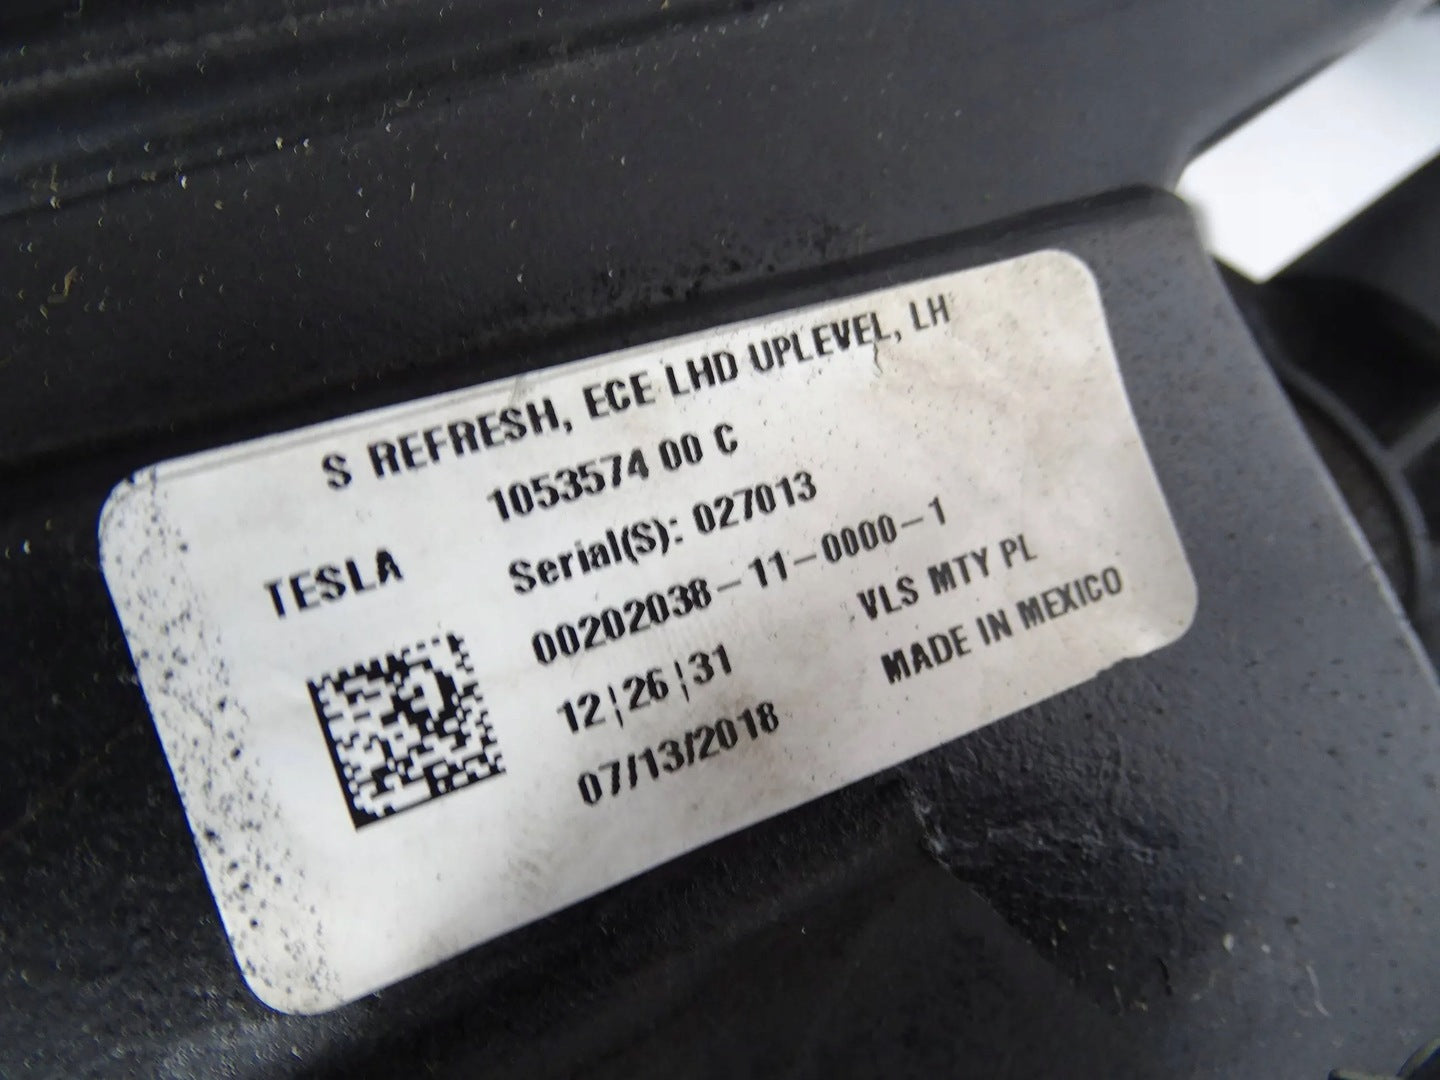 S REFRESH, ECE LHD UPLEVEL, LH
1053574 00 C
TESLA
Serial(S): 027013
00202038-11-0000-1
12¦26¦31
VLS MTY PL
07/13/2018
MADE IN MEXICO